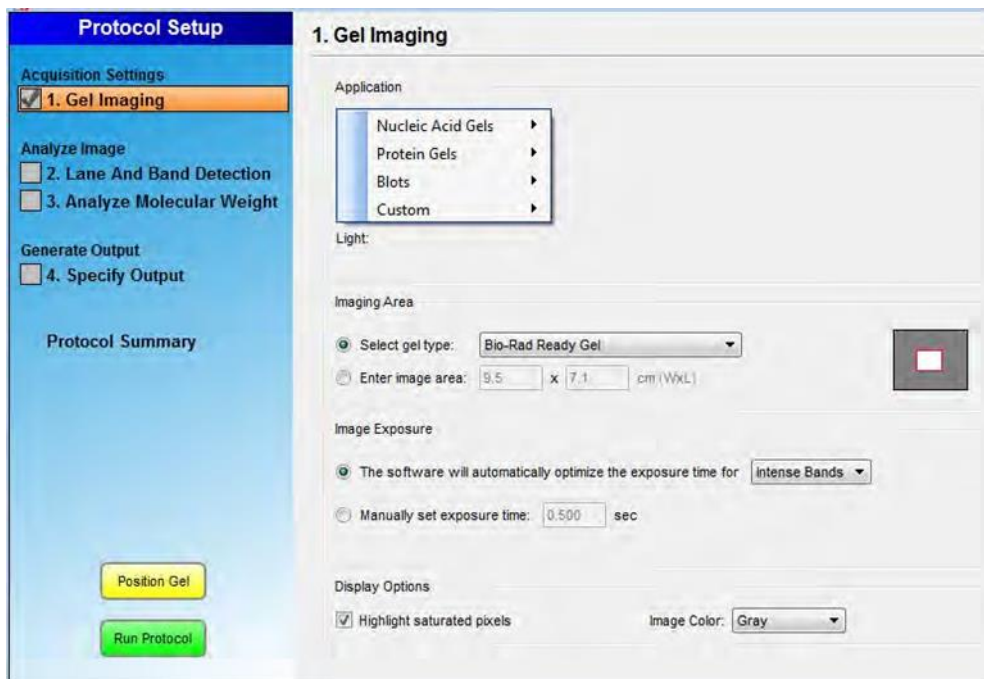 Protocol Setup
Acquisition Settings
1. Gel Imaging
Analyze Image
2. Lane And Band Detection
3. Analyze Molecular Weight
Generate Output
4. Specify Output
Protocol Summary
Position Gel
Run Protocol
1. Gel Imaging
Application
Nucleic Acid Gels
Protein Gels
Blots
Custom
Light:
Imaging Area
Select gel type: Bio-Rad Ready Gel
Enter image area: 9.5 x 7.1 cm (WxL)
Image Exposure
The software will automatically optimize the exposure time for Intense Bands
Manually set exposure time: 0.500 sec
Display Options
Highlight saturated pixels Image Color: Gray